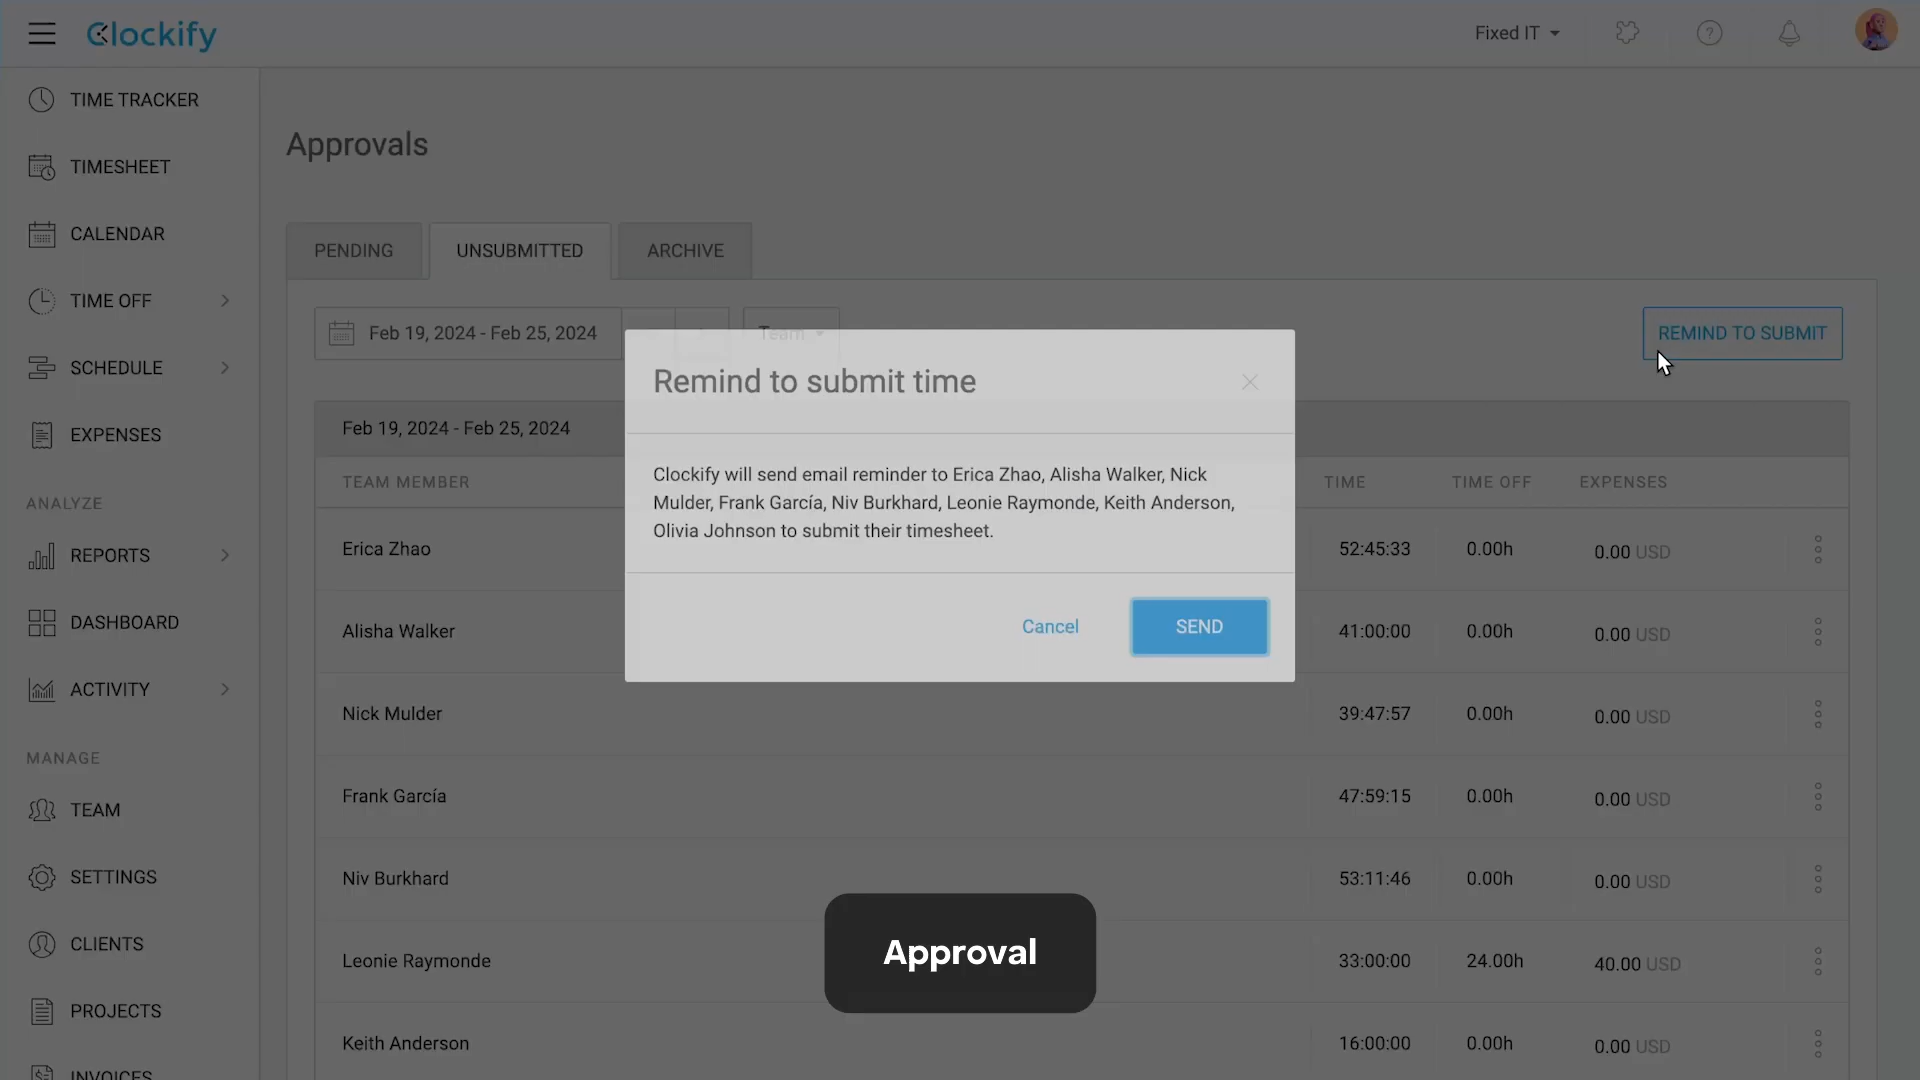 Clockify
Fixed IT
TIME TRACKER
TIMESHEET
CALENDAR
TIME OFF
SCHEDULE
EXPENSES
ANALYZE
REPORTS
DASHBOARD
ACTIVITY
MANAGE
TEAM
SETTINGS
CLIENTS
PROJECTS
INVOICES
Approvals
PENDING
UNSUBMITTED
ARCHIVE
Feb 19, 2024 - Feb 25, 2024
Team
REMIND TO SUBMIT
Feb 19, 2024 - Feb 25, 2024
TEAM MEMBER
TIME
TIME OFF
EXPENSES
Erica Zhao
52:45:33
0.00h
0.00 USD
Alisha Walker
41:00:00
0.00h
0.00 USD
Nick Mulder
39:47:57
0.00h
0.00 USD
Frank García
47:59:15
0.00h
0.00 USD
Niv Burkhard
53:11:46
0.00h
0.00 USD
Leonie Raymonde
33:00:00
24.00h
40.00 USD
Keith Anderson
16:00:00
0.00h
0.00 USD
Remind to submit time
Clockify will send email reminder to Erica Zhao, Alisha Walker, Nick
Mulder, Frank García, Niv Burkhard, Leonie Raymonde, Keith Anderson,
Olivia Johnson to submit their timesheet.
Cancel
SEND
Approval